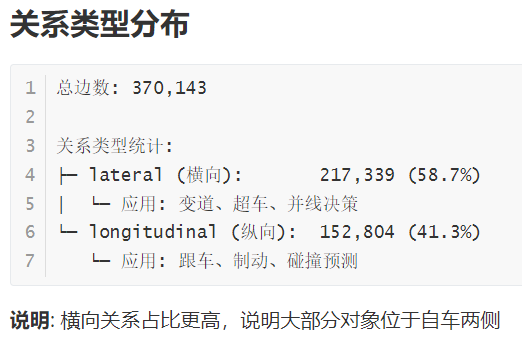 关系类型分布
1 总边数: 370,143
2
3 关系类型统计:
4 ├─ lateral (横向): 217,339 (58.7%)
5 │ └─ 应用: 变道、超车、并线决策
6 └─ longitudinal (纵向): 152,804 (41.3%)
7 └─ 应用: 跟车、制动、碰撞预测
说明: 横向关系占比更高，说明大部分对象位于自车两侧